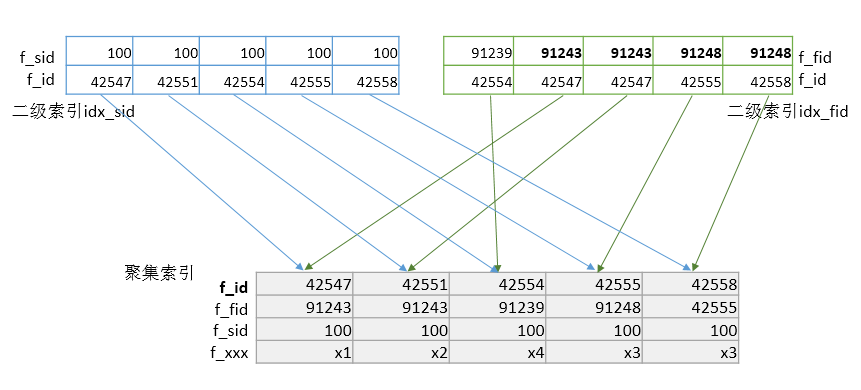 f_sid 100 100 100 100 100
f_id 42547 42551 42554 42555 42558
二级索引idx_sid
91239 91243 91243 91248 91248 f_fid
42554 42547 42547 42555 42558 f_id
二级索引idx_fid
聚集索引
f_id 42547 42551 42554 42555 42558
f_fid 91243 91243 91239 91248 42555
f_sid 100 100 100 100 100
f_xxx x1 x2 x4 x3 x3